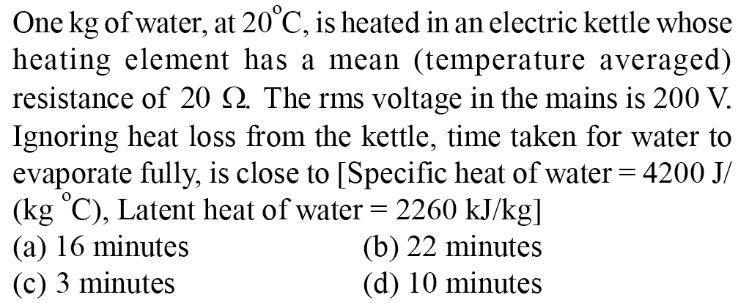 One kg of water, at 20°C, is heated in an electric kettle whose
heating element has a mean (temperature averaged)
resistance of 20 Ω. The rms voltage in the mains is 200 V.
Ignoring heat loss from the kettle, time taken for water to
evaporate fully, is close to [Specific heat of water = 4200 J/
(kg °C), Latent heat of water = 2260 kJ/kg]
(a) 16 minutes (b) 22 minutes
(c) 3 minutes (d) 10 minutes